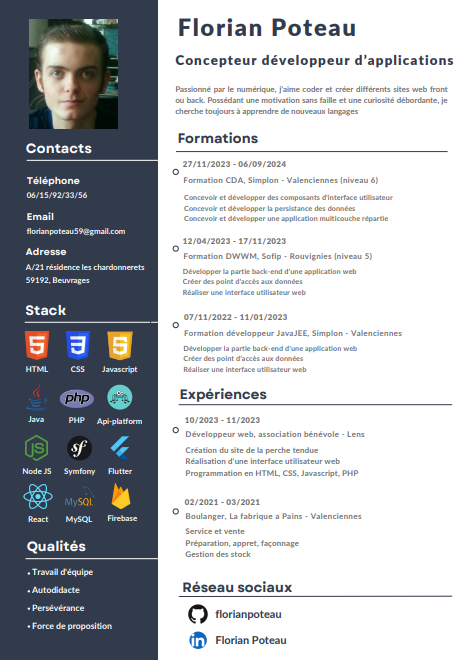 Florian Poteau
Concepteur développeur d'applications
Passionné par le numérique, j'aime coder et créer différents sites web front
ou back. Possédant une motivation sans faille et une curiosité débordante, je
cherche toujours à apprendre de nouveaux langages
Contacts
Téléphone
06/15/92/33/56
Email
florianpoteau59@gmail.com
Adresse
A/21 résidence les chardonnerets
59192, Beuvrages
Stack
HTML
CSS
Javascript
Java
php
PHP
Api-platform
Node JS
Symfony
Flutter
React
MySQL
MySQL
Firebase
Qualités
• Travail d'équipe
• Autodidacte
• Persévérance
• Force de proposition
Formations
27/11/2023 - 06/09/2024
Formation CDA, Simplon - Valenciennes (niveau 6)
Concevoir et développer des composants d'interface utilisateur
Concevoir et développer la persistance des données
Concevoir et développer une application multicouche répartie
12/04/2023 - 17/11/2023
Formation DWWM, Sofip - Rouvignies (niveau 5)
Développer la partie back-end d'une application web
Créer des point d'accès aux données
Réaliser une interface utilisateur web
07/11/2022 - 11/01/2023
Formation développeur JavaJEE, Simplon - Valenciennes
Développer la partie back-end d'une application web
Créer des point d'accès aux données
Réaliser une interface utilisateur web
Expériences
10/2023 - 11/2023
Développeur web, association bénévole - Lens
Création du site de la perche tendue
Réalisation d'une interface utilisateur web
Programmation en HTML, CSS, Javascript, PHP
02/2021 - 03/2021
Boulanger, La fabrique a Pains - Valenciennes
Service et vente
Préparation, appret, façonnage
Gestion des stock
Réseau sociaux
florianpoteau
Florian Poteau